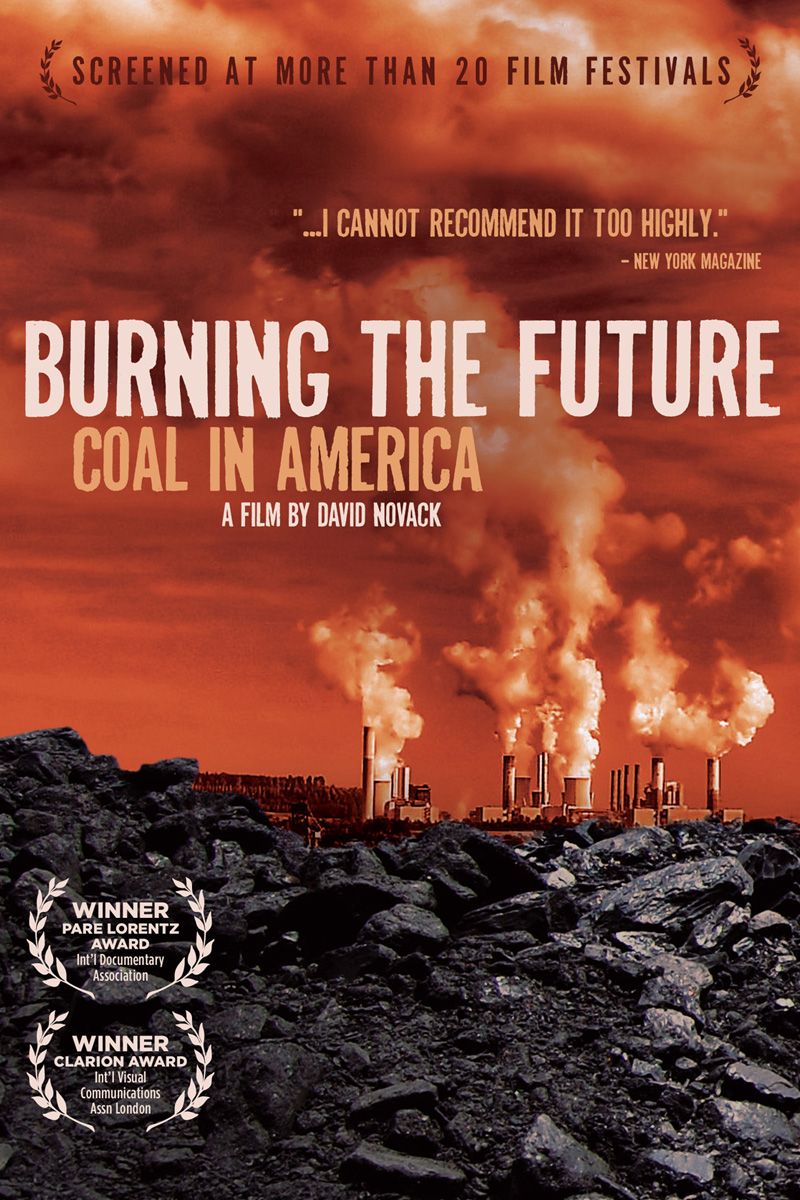 SCREENED AT MORE THAN 20 FILM FESTIVALS
"...I CANNOT RECOMMEND IT TOO HIGHLY."
– NEW YORK MAGAZINE
BURNING THE FUTURE
COAL IN AMERICA
A FILM BY DAVID NOVACK
WINNER
PARE LORENTZ
AWARD
Int'l Documentary
Association
WINNER
CLARION AWARD
Int'l Visual
Communications
Assn London